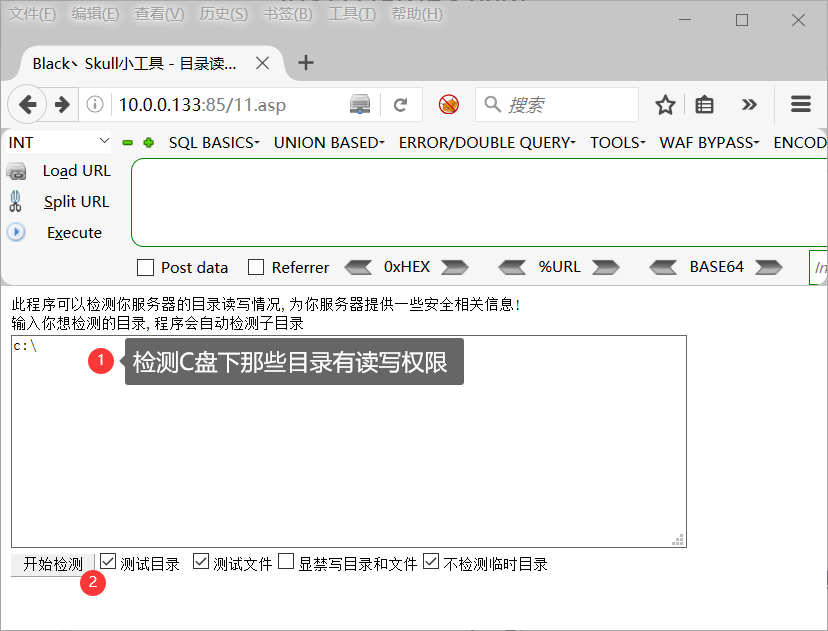 文件(F) 编辑(E) 查看(V) 历史(S) 书签(B) 工具(T) 帮助(H)
Black、Skull小工具 - 目录读...
10.0.0.133:85/11.asp
搜索
INT SQL BASICS UNION BASED ERROR/DOUBLE QUERY TOOLS WAF BYPASS ENCOD
Load URL
Split URL
Execute
Post data Referrer 0xHEX %URL BASE64 In
此程序可以检测你服务器的目录读写情况,为你服务器提供一些安全相关信息!
输入你想检测的目录,程序会自动检测子目录
c:\
1 检测C盘下那些目录有读写权限
开始检测 测试目录 测试文件 显禁写目录和文件 不检测临时目录
2